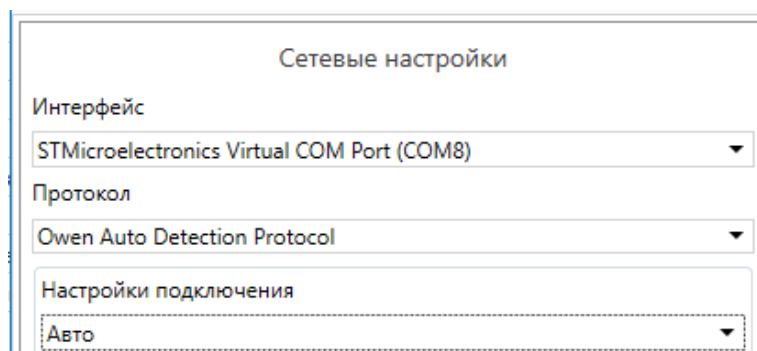 Сетевые настройки
Интерфейс
STMicroelectronics Virtual COM Port (COM8)
Протокол
Owen Auto Detection Protocol
Настройки подключения
Авто